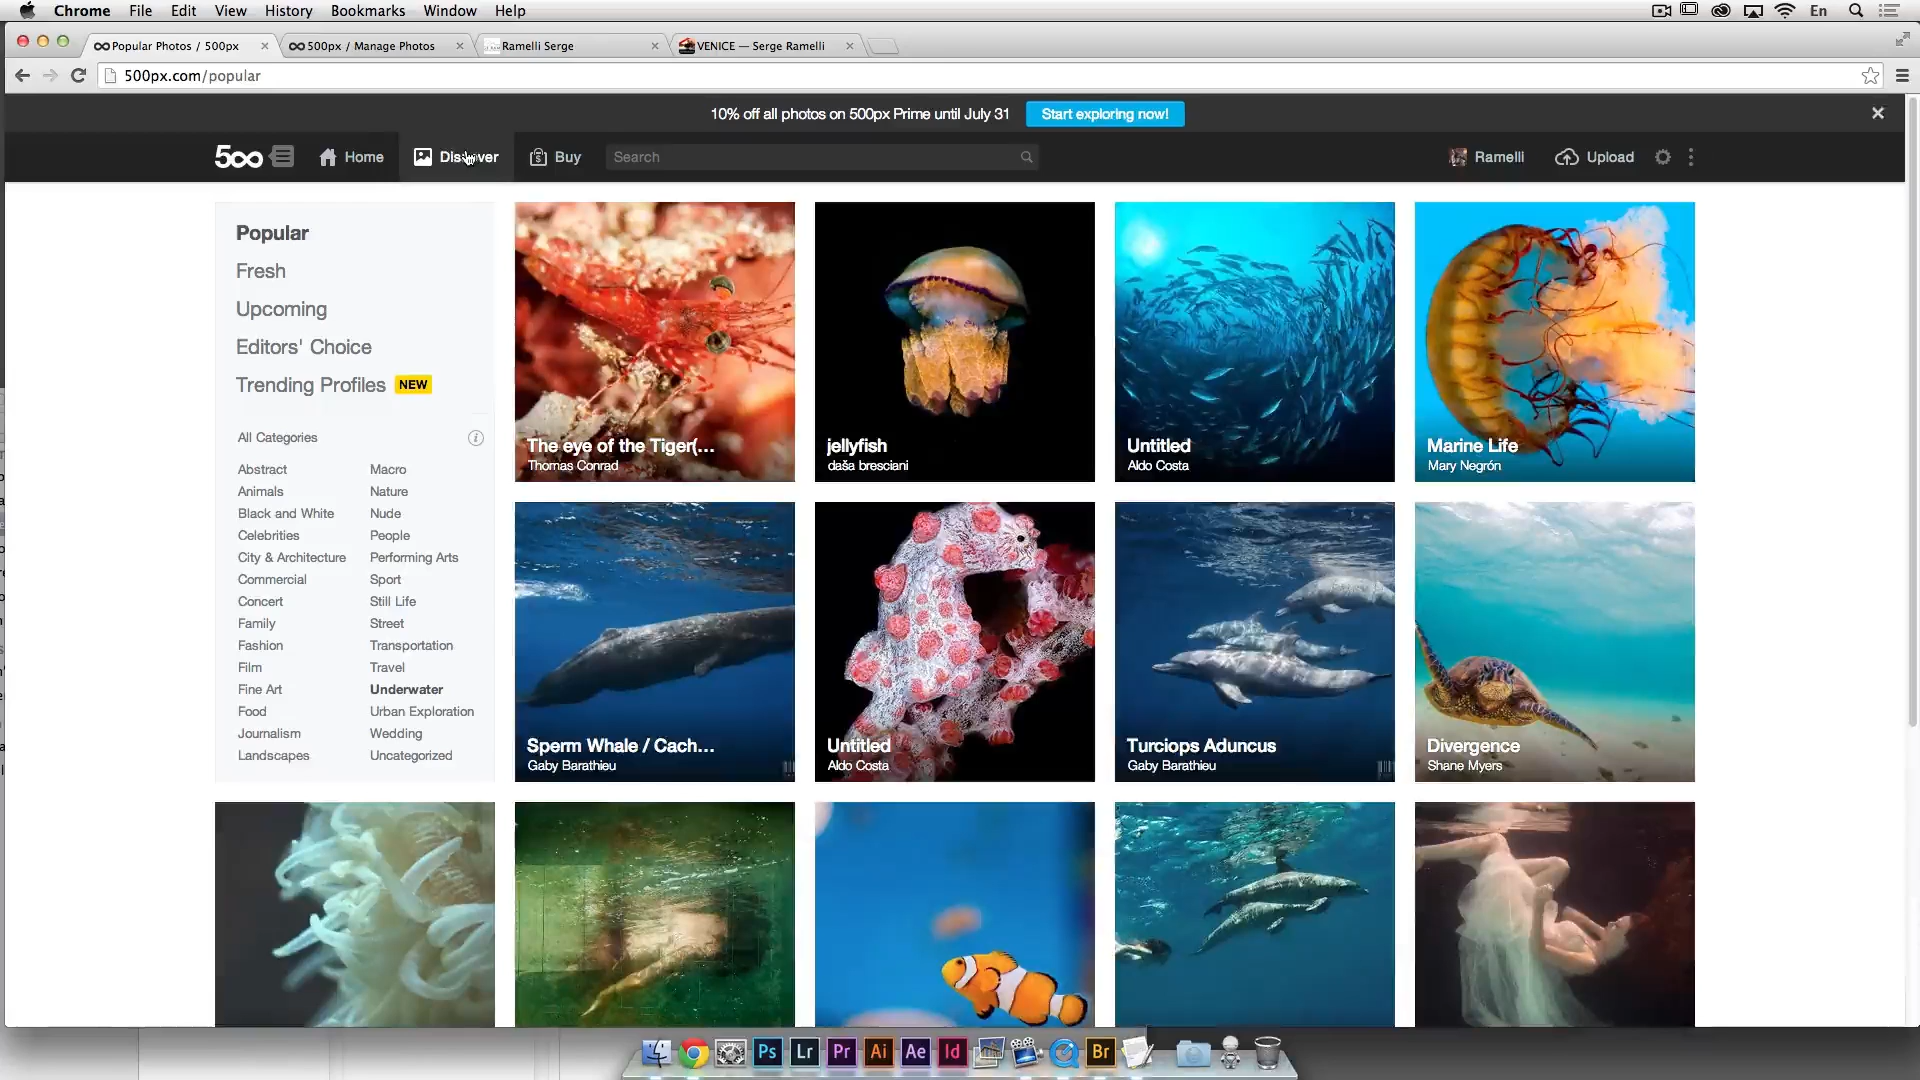 Chrome File Edit View History Bookmarks Window Help En
Popular Photos / 500px
500px / Manage Photos
Ramelli Serge
VENICE — Serge Ramelli
500px.com/popular
10% off all photos on 500px Prime until July 31 Start exploring now!
500 Home Discover Buy Search Ramelli Upload
Popular
Fresh
Upcoming
Editors' Choice
Trending Profiles NEW
All Categories
Abstract Macro
Animals Nature
Black and White Nude
Celebrities People
City & Architecture Performing Arts
Commercial Sport
Concert Still Life
Family Street
Fashion Transportation
Film Travel
Fine Art Underwater
Food Urban Exploration
Journalism Wedding
Landscapes Uncategorized
The eye of the Tiger(...
Thomas Conrad
jellyfish
daša bresciani
Untitled
Aldo Costa
Marine Life
Mary Negrón
Sperm Whale / Cach...
Gaby Barathieu
Untitled
Aldo Costa
Turciops Aduncus
Gaby Barathieu
Divergence
Shane Myers
Ps Lr Pr Ai Ae Id Br